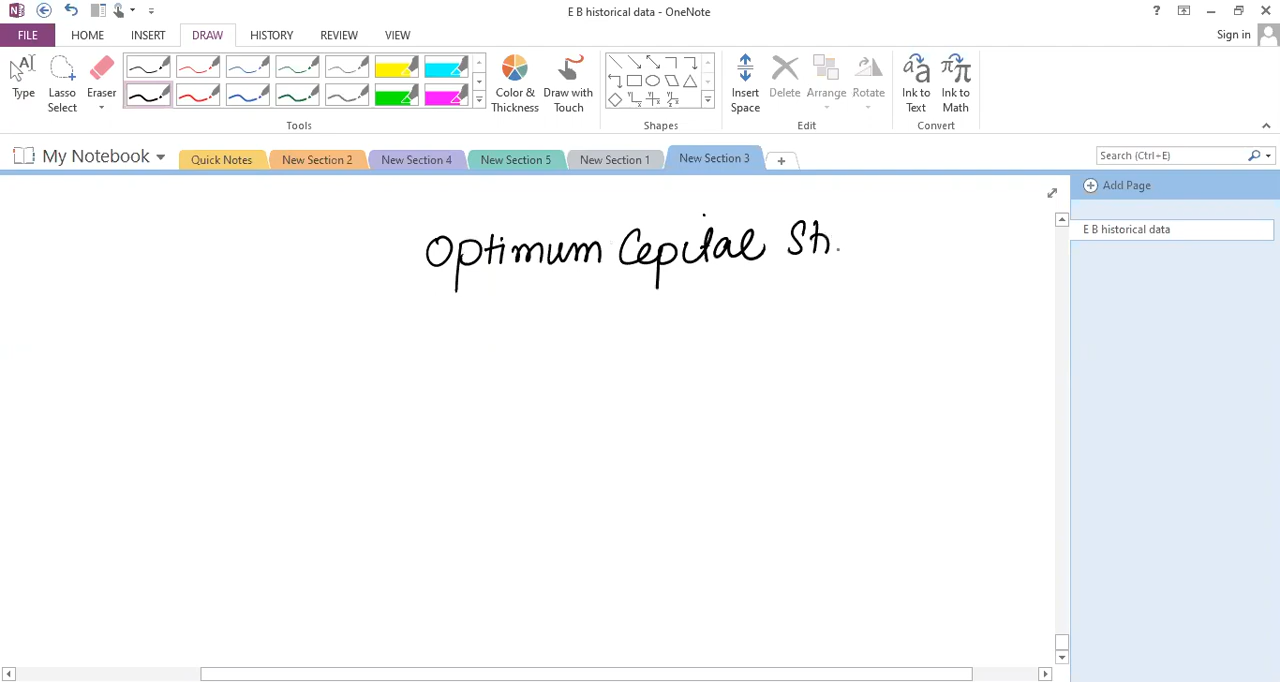 E B historical data - OneNote
?
FILE HOME INSERT DRAW HISTORY REVIEW VIEW Sign in
Type Lasso Select Eraser Color & Thickness Draw with Touch Insert Space Delete Arrange Rotate Ink to Text Ink to Math
Tools Shapes Edit Convert
My Notebook Quick Notes New Section 2 New Section 4 New Section 5 New Section 1 New Section 3 Search (Ctrl+E)
Add Page
E B historical data
Optimum Cepital Sh.